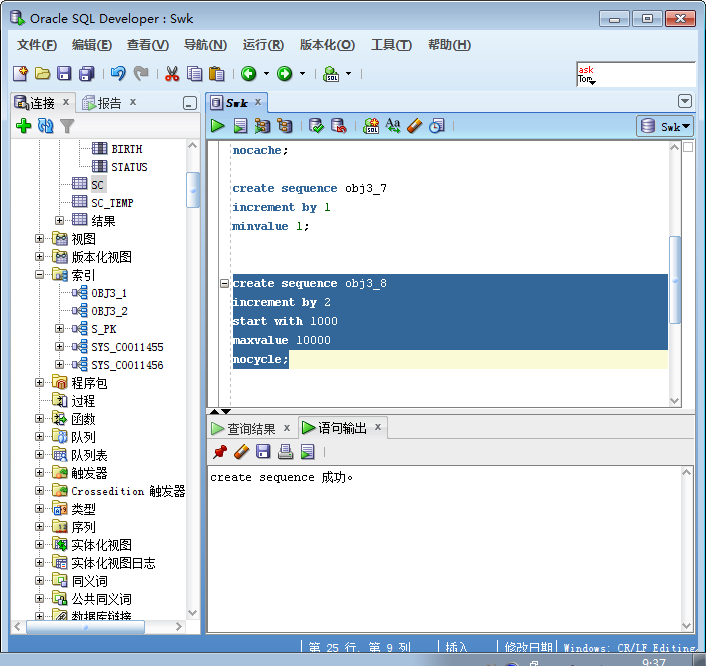 Oracle SQL Developer : Swk
文件(F) 编辑(E) 查看(V) 导航(N) 运行(R) 版本化(O) 工具(T) 帮助(H)
SQL
ask
Tom
连接 x 报告 x
BIRTH
STATUS
SC
SC_TEMP
结果
视图
版本化视图
索引
OBJ3_1
OBJ3_2
S_PK
SYS_C0011455
SYS_C0011456
程序包
过程
函数
队列
队列表
触发器
Crossedition 触发器
类型
序列
实体化视图
实体化视图日志
同义词
公共同义词
数据库链接
Swk x
SQL Aa
Swk
nocache;
create sequence obj3_7
increment by 1
minvalue 1;
create sequence obj3_8
increment by 2
start with 1000
maxvalue 10000
nocycle;
查询结果 x 语句输出 x
create sequence 成功。
第 25 行, 第 9 列 插入 修改日期 Windows: CR/LF Editing
9:37